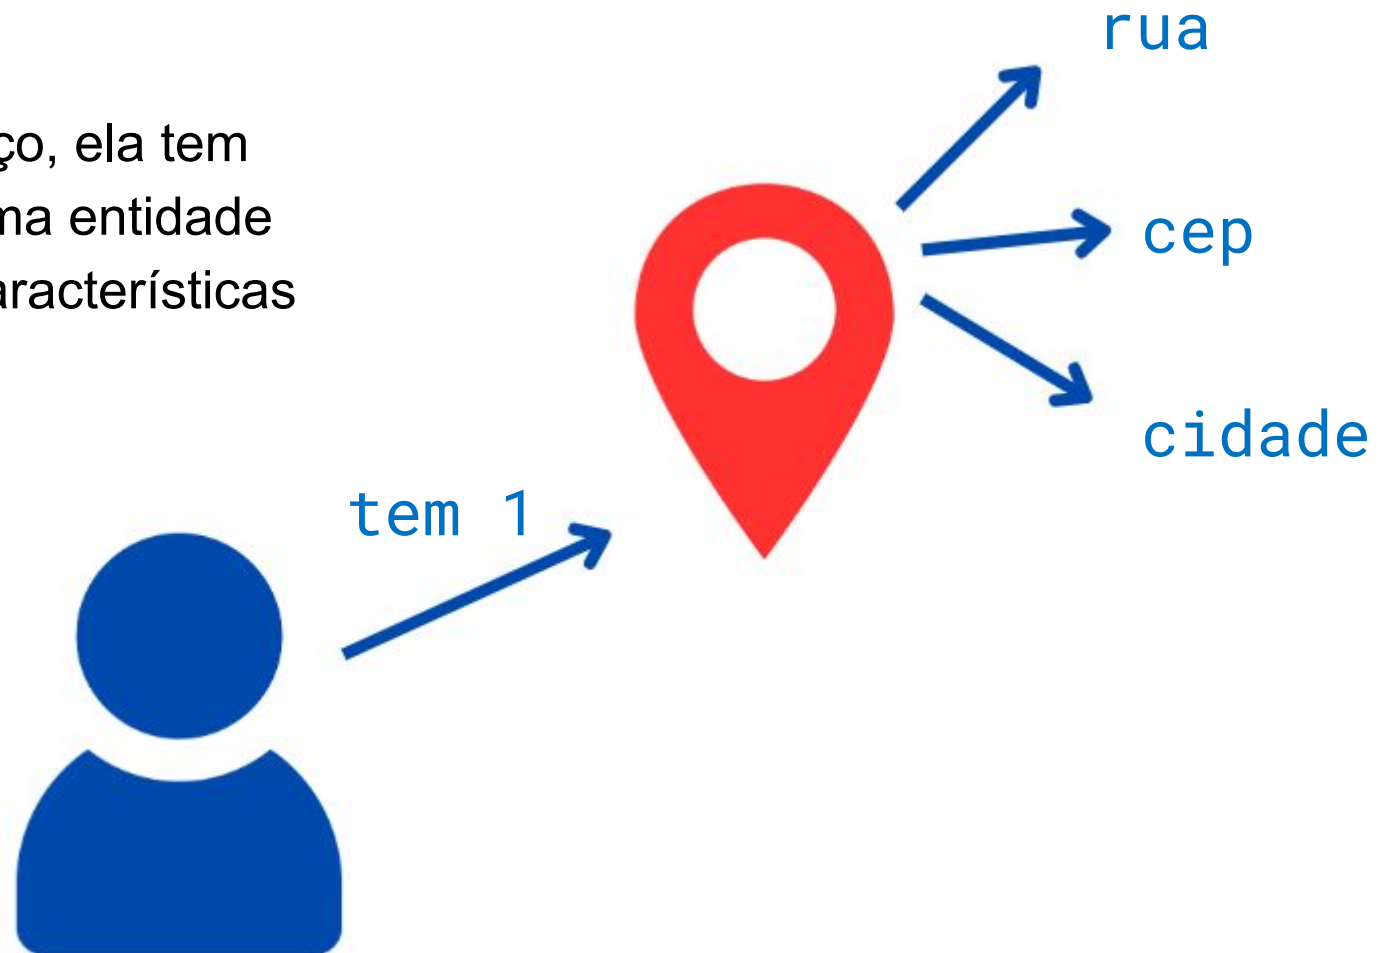 rua
ço, ela tem
ma entidade
aracterísticas
cep
cidade
tem 1